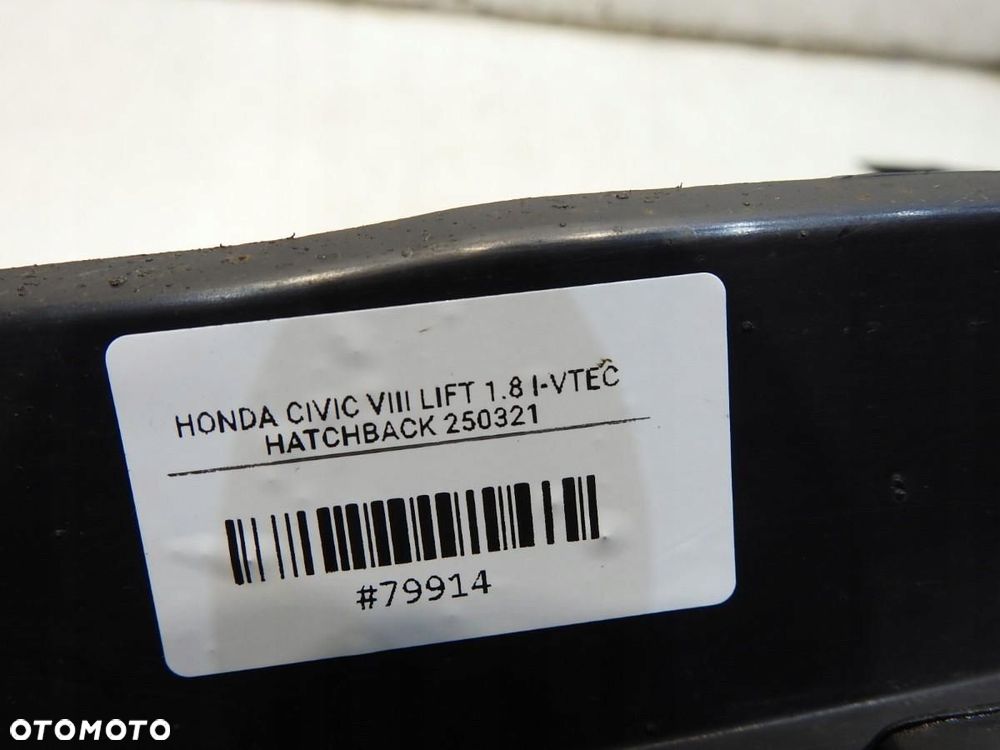 HONDA CIVIC VIII LIFT 1.8 I-VTEC
HATCHBACK 250321
#79914
OTOMOTO